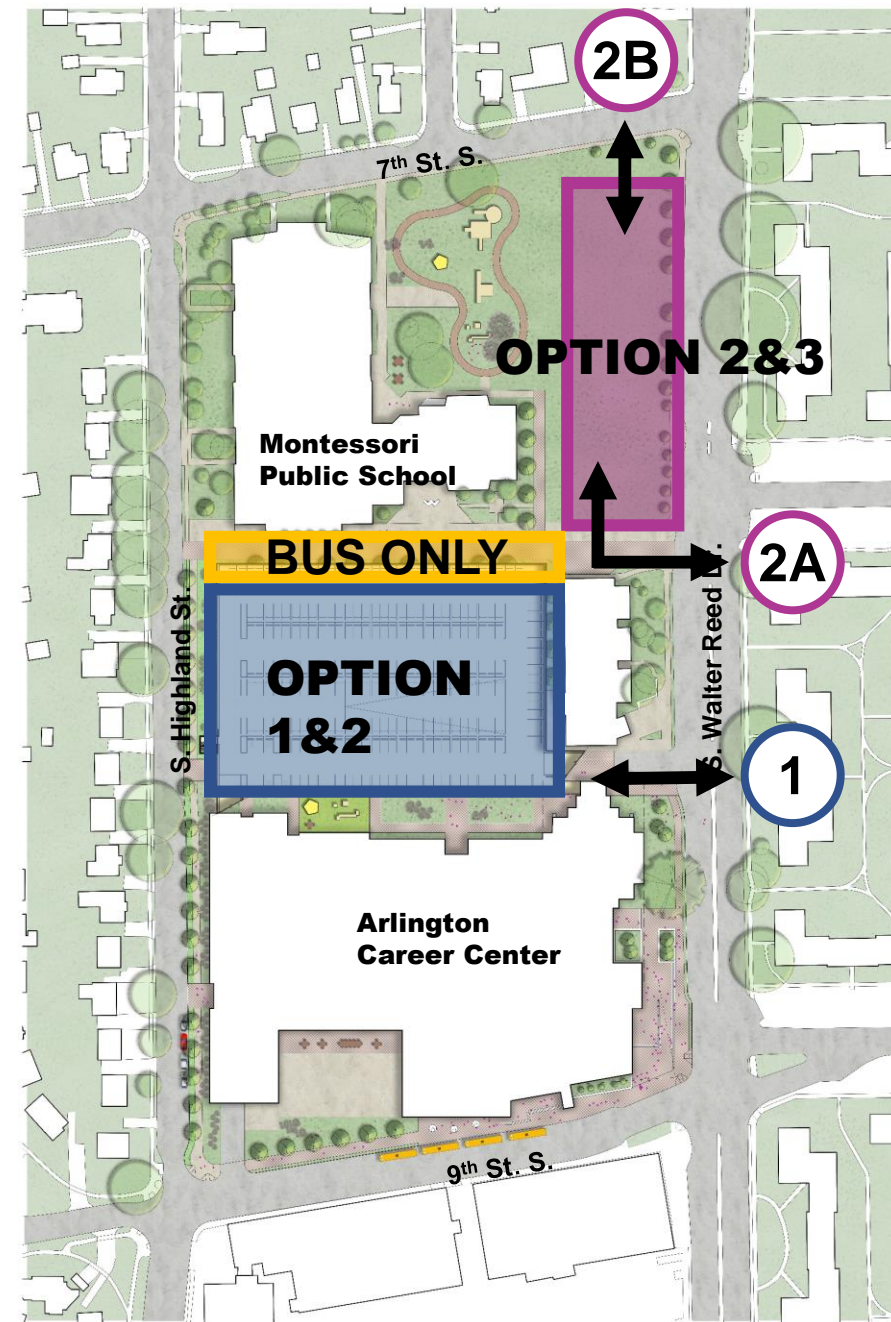 2B
7th St. S.
OPTION 2&3
Montessori
Public School
BUS ONLY
2A
S. Highland St.
OPTION
1&2
S. Walter Reed Dr.
1
Arlington
Career Center
9th St. S.